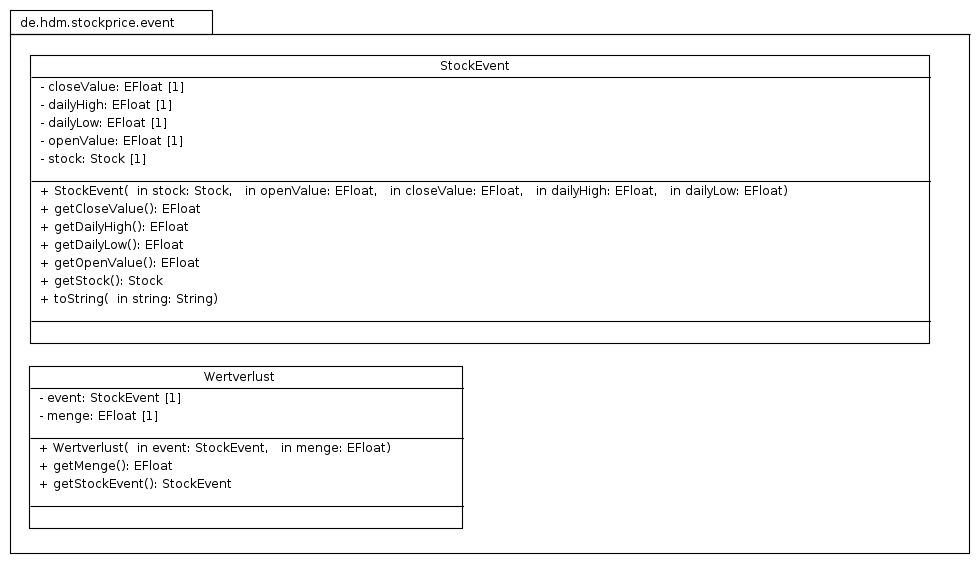 de.hdm.stockprice.event
StockEvent
- closeValue: EFloat [1]
- dailyHigh: EFloat [1]
- dailyLow: EFloat [1]
- openValue: EFloat [1]
- stock: Stock [1]
+ StockEvent(  in stock: Stock,   in openValue: EFloat,   in closeValue: EFloat,   in dailyHigh: EFloat,   in dailyLow: EFloat)
+ getCloseValue(): EFloat
+ getDailyHigh(): EFloat
+ getDailyLow(): EFloat
+ getOpenValue(): EFloat
+ getStock(): Stock
+ toString(  in string: String)
Wertverlust
- event: StockEvent [1]
- menge: EFloat [1]
+ Wertverlust(  in event: StockEvent,   in menge: EFloat)
+ getMenge(): EFloat
+ getStockEvent(): StockEvent